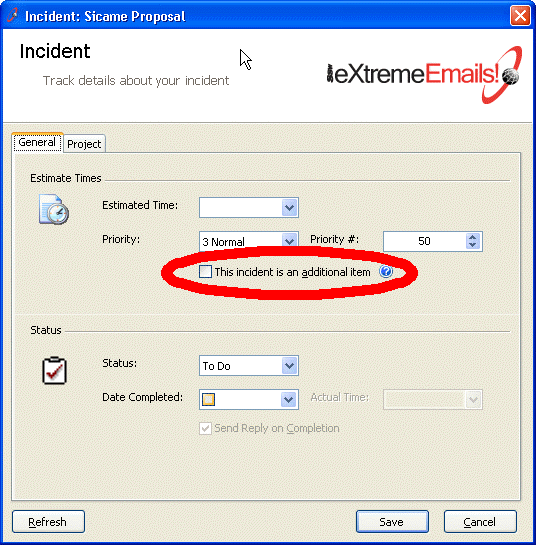 Incident: Sicame Proposal
Incident
Track details about your incident
eXtremeEmails!
General Project
Estimate Times
Estimated Time:
Priority: 3 Normal Priority #: 50
This incident is an additional item ?
Status
Status: To Do
Date Completed: Actual Time:
Send Reply on Completion
Refresh Save Cancel